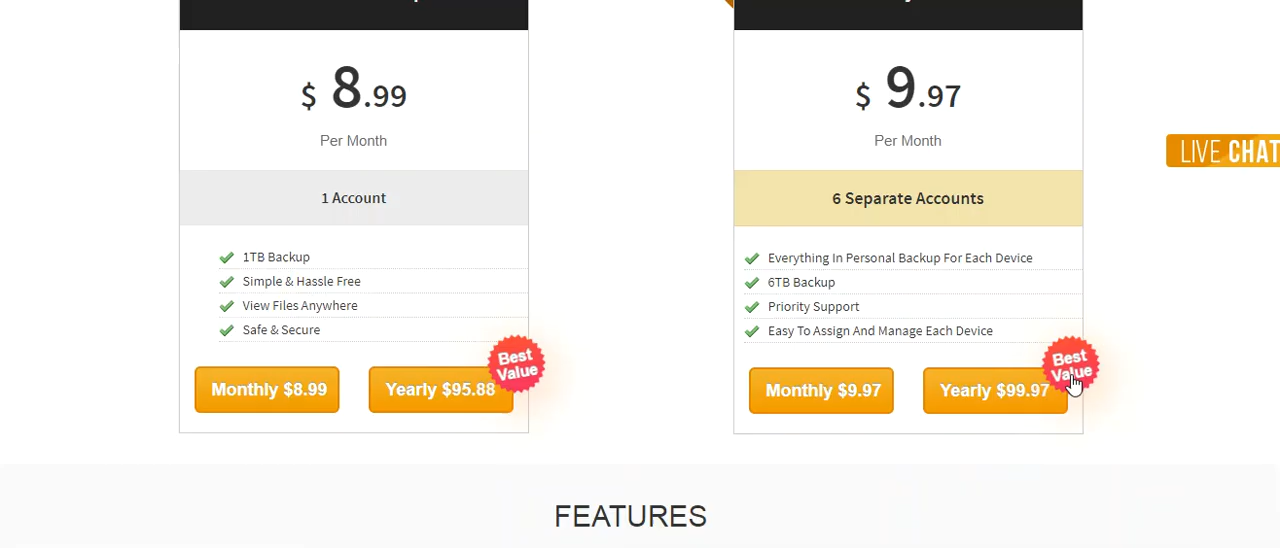 $ 8.99
Per Month
1 Account
1TB Backup
Simple & Hassle Free
View Files Anywhere
Safe & Secure
Monthly $8.99
Yearly $95.88
Best
Value
$ 9.97
Per Month
6 Separate Accounts
Everything In Personal Backup For Each Device
6TB Backup
Priority Support
Easy To Assign And Manage Each Device
Monthly $9.97
Yearly $99.97
Best
Value
LIVE CHAT
FEATURES